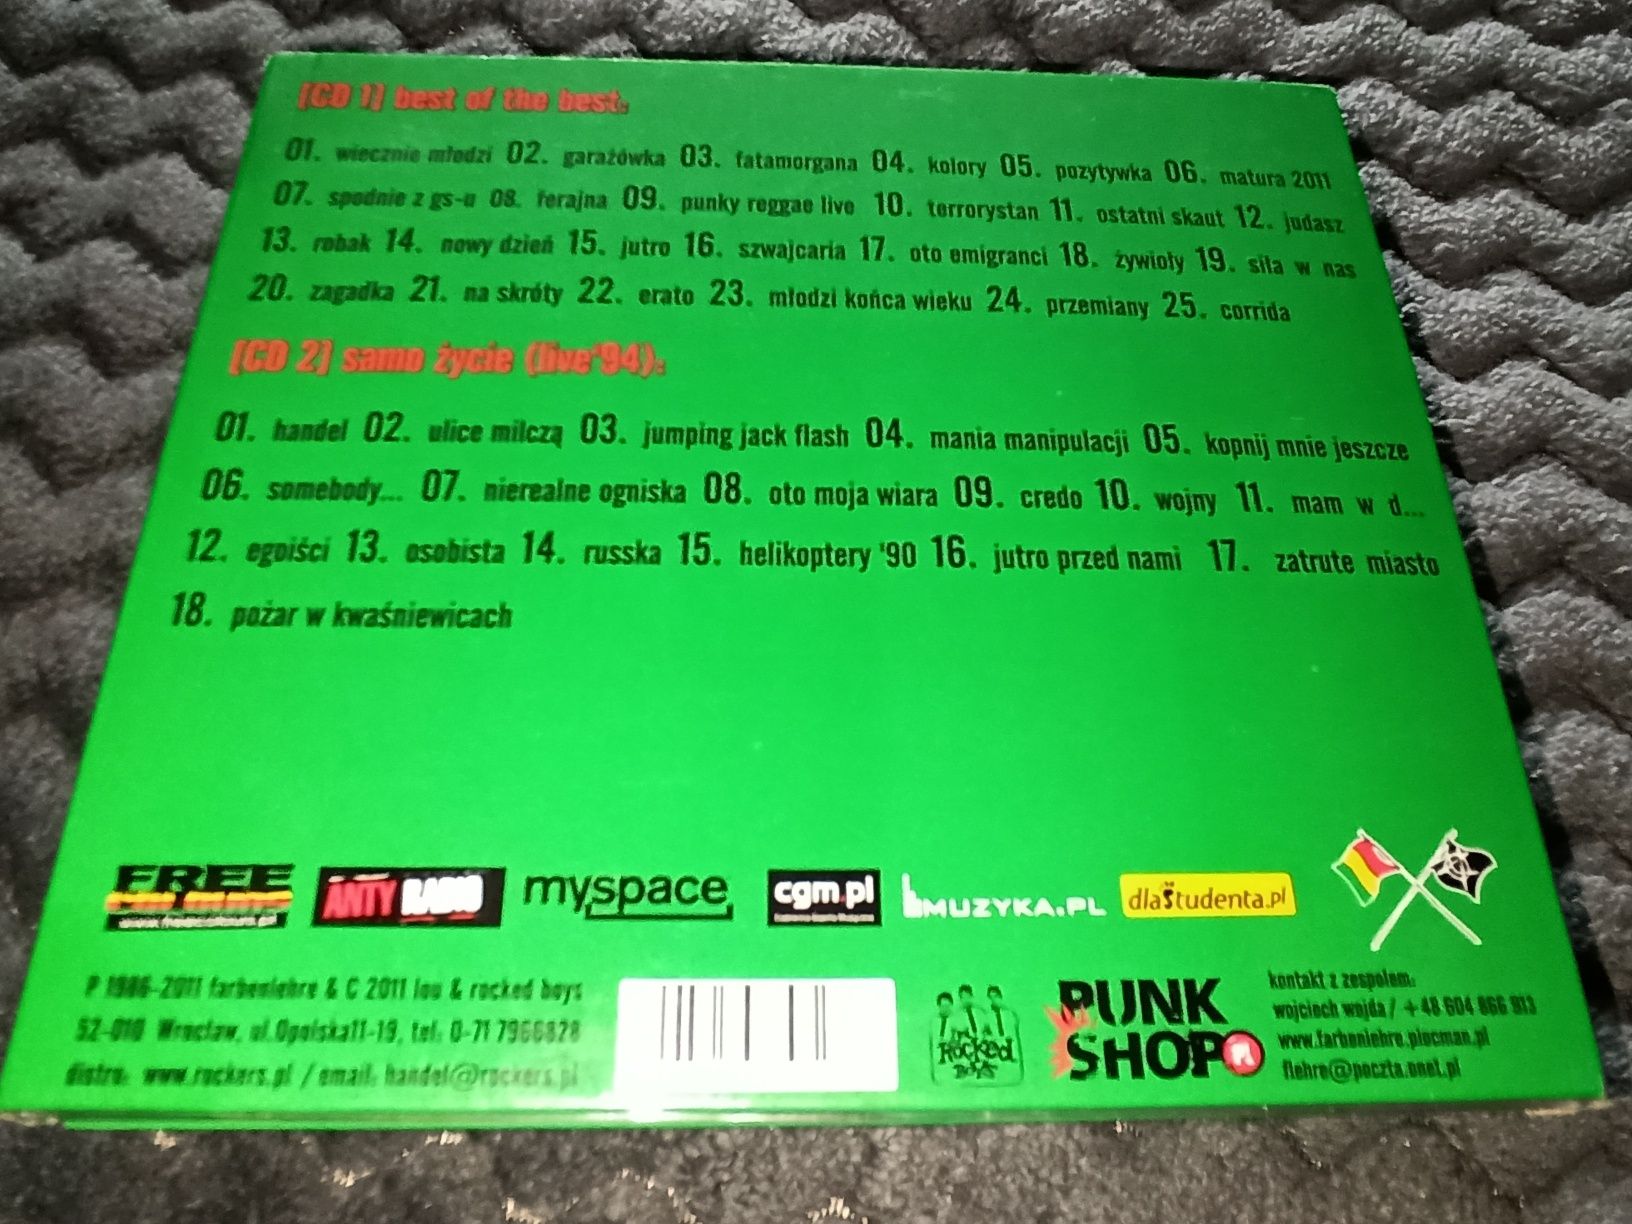 [CD 1] best of the best:
01. wiecznie młodzi 02. garażówka 03. fatamorgana 04. kolory 05. pozytywka 06. matura 2011
07. spodnie z gs-u 08. ferajna 09. punky reggae live 10. terrorystan 11. ostatni skaut 12. judasz
13. robak 14. nowy dzień 15. jutro 16. szwajcaria 17. oto emigranci 18. żywioły 19. siła w nas
20. zagadka 21. na skróty 22. erato 23. młodzi końca wieku 24. przemiany 25. corrida
[CD 2] samo życie (live'94):
01. handel 02. ulice milczą 03. jumping jack flash 04. mania manipulacji 05. kopnij mnie jeszcze
06. somebody... 07. nierealne ogniska 08. oto moja wiara 09. credo 10. wojny 11. mam w d...
12. egoiści 13. osobista 14. russka 15. helikoptery '90 16. jutro przed nami 17. zatrute miasto
18. pożar w kwaśniewicach
FREE
ANTY RADIO
myspace
cgm.pl
MUZYKA.PL
dlaStudenta.pl
P 1986-2011 farbenlehre & C 2011 lou & rocked boys
52-010 Wrocław, ul.Opolska11-19, tel: 0-71 7966828
distro: www.rockers.pl / email: handel@rockers.pl
Rocked
Boys
PUNK
SHOP PL
kontakt z zespołem:
wojciech wojda / +48 604 866 913
www.farbenlehre.plocman.pl
flehre@poczta.onet.pl